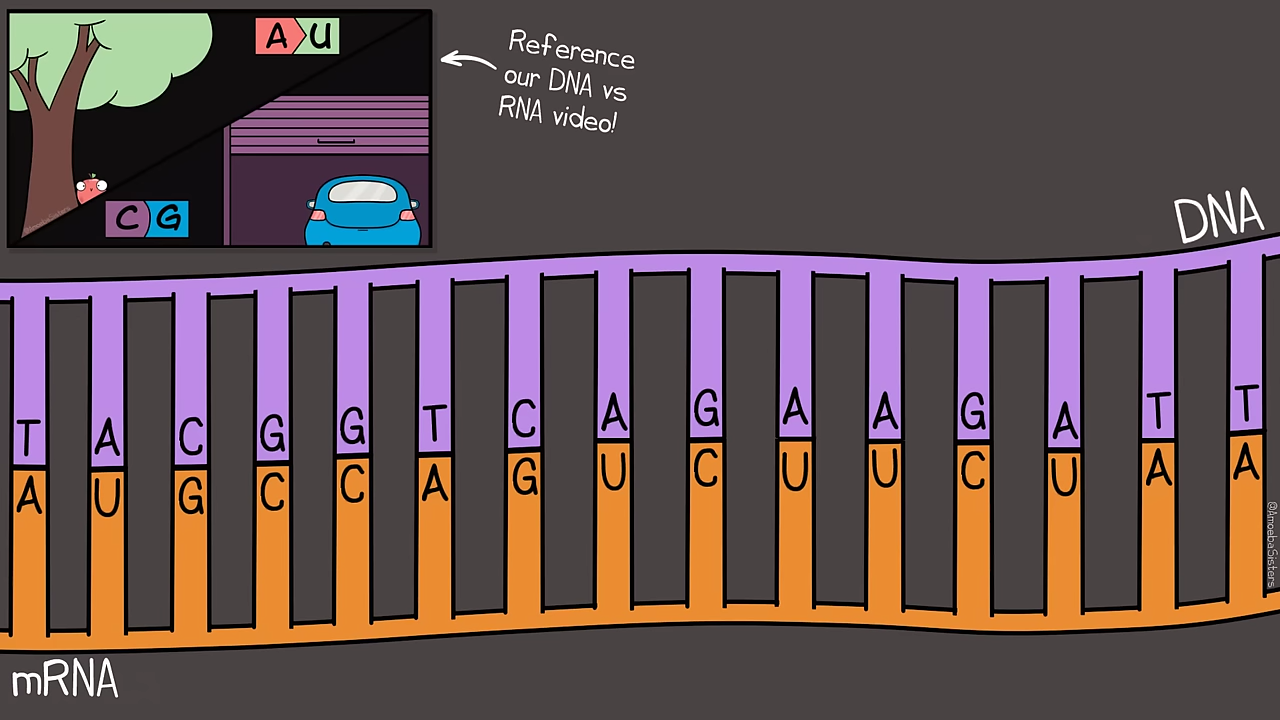 A U
Reference
our DNA vs
RNA video!
C G
DNA
T A C G G T C A G A A G A T T
A U G C C A G U C U U C U A A
mRNA
@AmoebaSisters